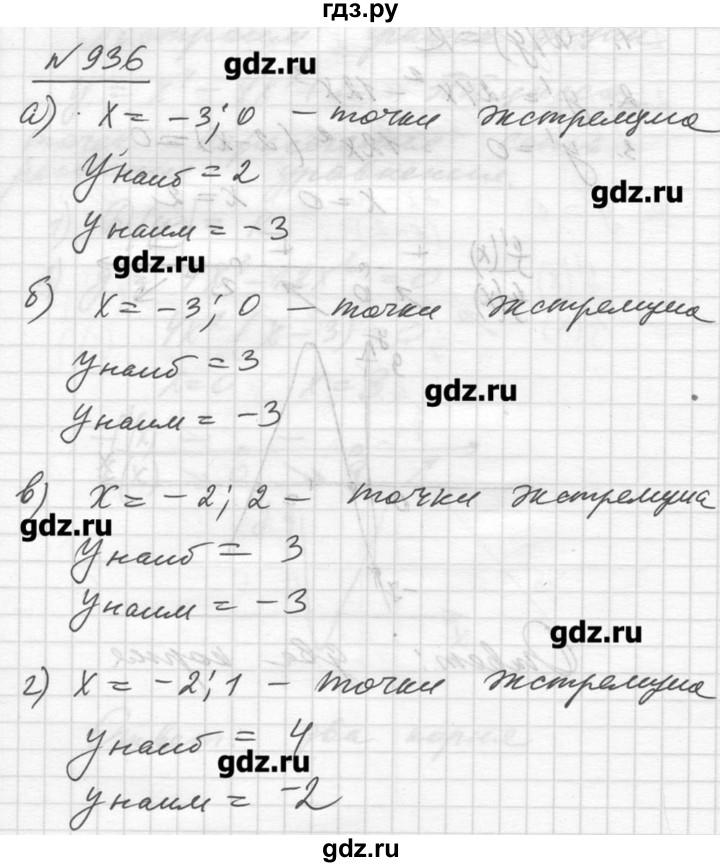 гдз.ру
№ 936
gdz.ru
а) x = -3; 0 - точки экстремума
yнаиб = 2
gdz.ru
yнаим = -3
gdz.ru
б) x = -3; 0 - точки экстремума
yнаиб = 3
gdz.ru
yнаим = -3
в) x = -2; 2 - точки экстремума
gdz.ru
yнаиб = 3
yнаим = -3
gdz.ru
г) x = -2; 1 - точки экстремума
yнаиб = 4
gdz.ru
yнаим = -2
gdz.ru